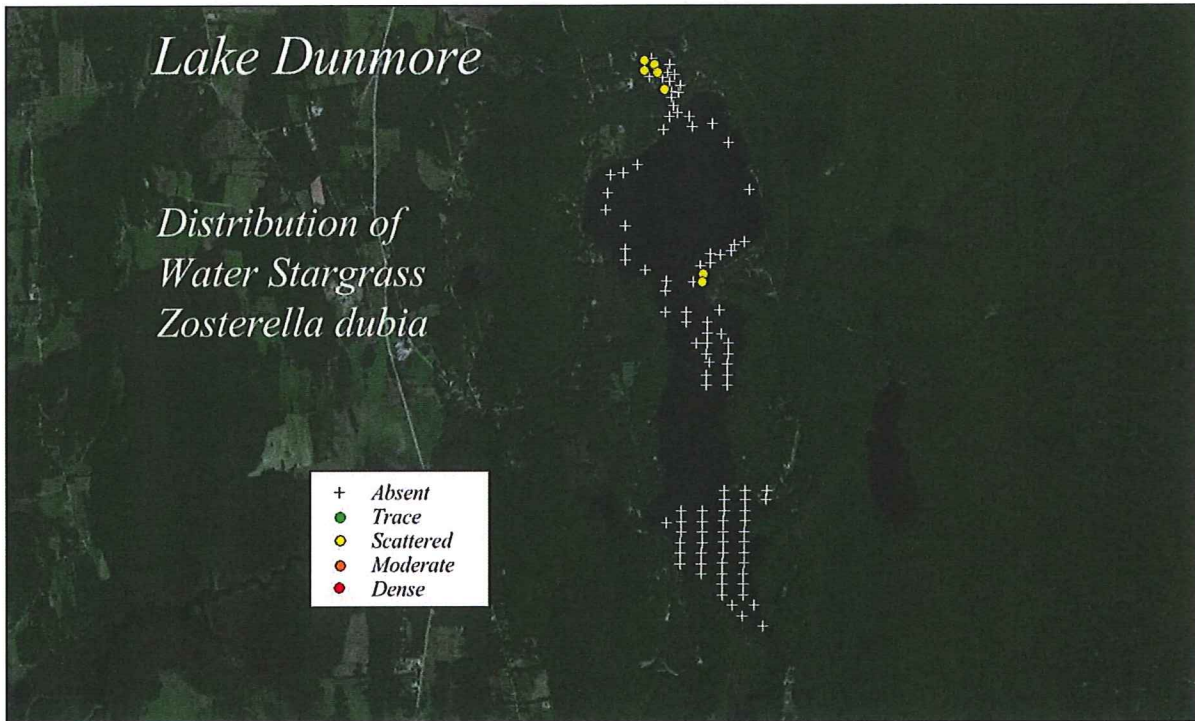 Lake Dunmore
Distribution of
Water Stargrass
Zosterella dubia
Absent
Trace
Scattered
Moderate
Dense